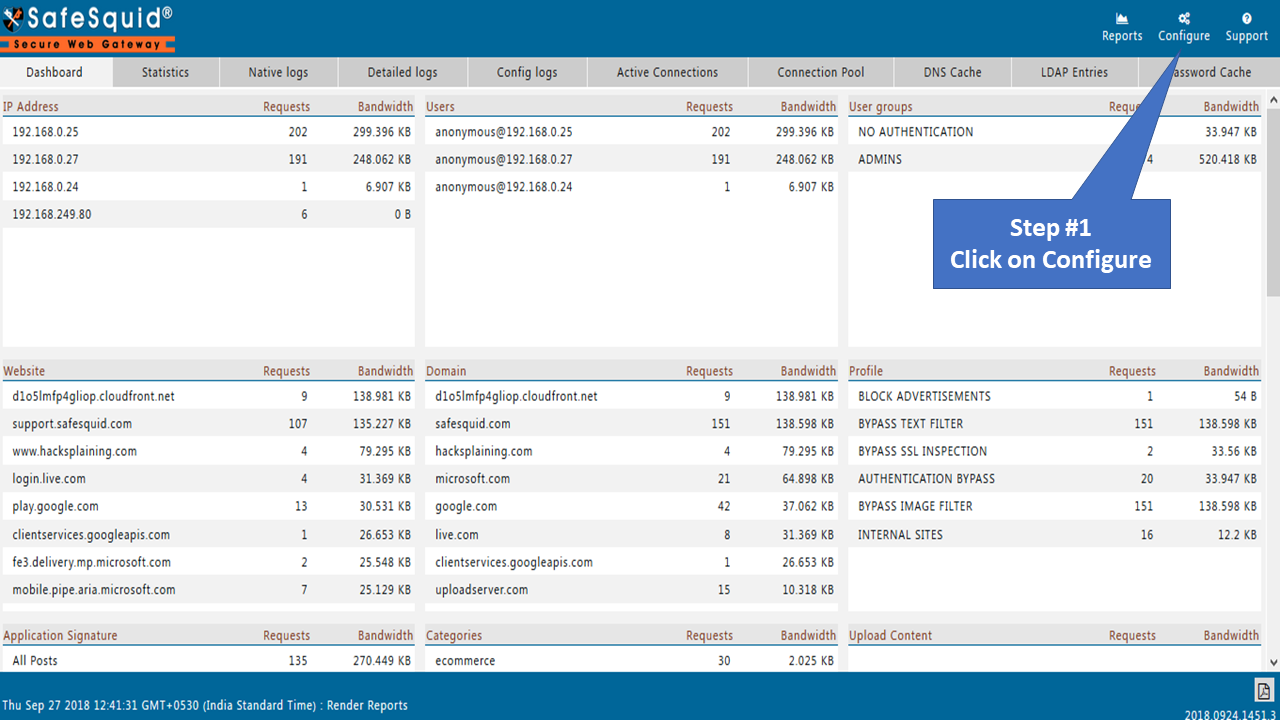 SafeSquid®
Secure Web Gateway
Reports Configure Support
Dashboard Statistics Native logs Detailed logs Config logs Active Connections Connection Pool DNS Cache LDAP Entries Cache
IP Address Requests Bandwidth
192.168.0.25 202 299.396 KB
192.168.0.27 191 248.062 KB
192.168.0.24 1 6.907 KB
192.168.249.80 6 0 B
Users Requests Bandwidth
anonymous@192.168.0.25 202 299.396 KB
anonymous@192.168.0.27 191 248.062 KB
anonymous@192.168.0.24 1 6.907 KB
User groups Bandwidth
NO AUTHENTICATION 33.947 KB
ADMINS 4 520.418 KB
Step #1
Click on Configure
Website Requests Bandwidth
d1o5lmfp4gliop.cloudfront.net 9 138.981 KB
support.safesquid.com 107 135.227 KB
www.hacksplaining.com 4 79.295 KB
login.live.com 4 31.369 KB
play.google.com 13 30.531 KB
clientservices.googleapis.com 1 26.653 KB
fe3.delivery.mp.microsoft.com 2 25.548 KB
mobile.pipe.aria.microsoft.com 7 25.129 KB
Domain Requests Bandwidth
d1o5lmfp4gliop.cloudfront.net 9 138.981 KB
safesquid.com 151 138.598 KB
hacksplaining.com 4 79.295 KB
microsoft.com 21 64.898 KB
google.com 42 37.062 KB
live.com 8 31.369 KB
clientservices.googleapis.com 1 26.653 KB
uploadserver.com 15 10.318 KB
Profile Requests Bandwidth
BLOCK ADVERTISEMENTS 1 54 B
BYPASS TEXT FILTER 151 138.598 KB
BYPASS SSL INSPECTION 2 33.56 KB
AUTHENTICATION BYPASS 20 33.947 KB
BYPASS IMAGE FILTER 151 138.598 KB
INTERNAL SITES 16 12.2 KB
Application Signature Requests Bandwidth
All Posts 135 270.449 KB
Categories Requests Bandwidth
ecommerce 30 2.025 KB
Upload Content Requests Bandwidth
Thu Sep 27 2018 12:41:31 GMT+0530 (India Standard Time) : Render Reports
2018.0924.1451.3